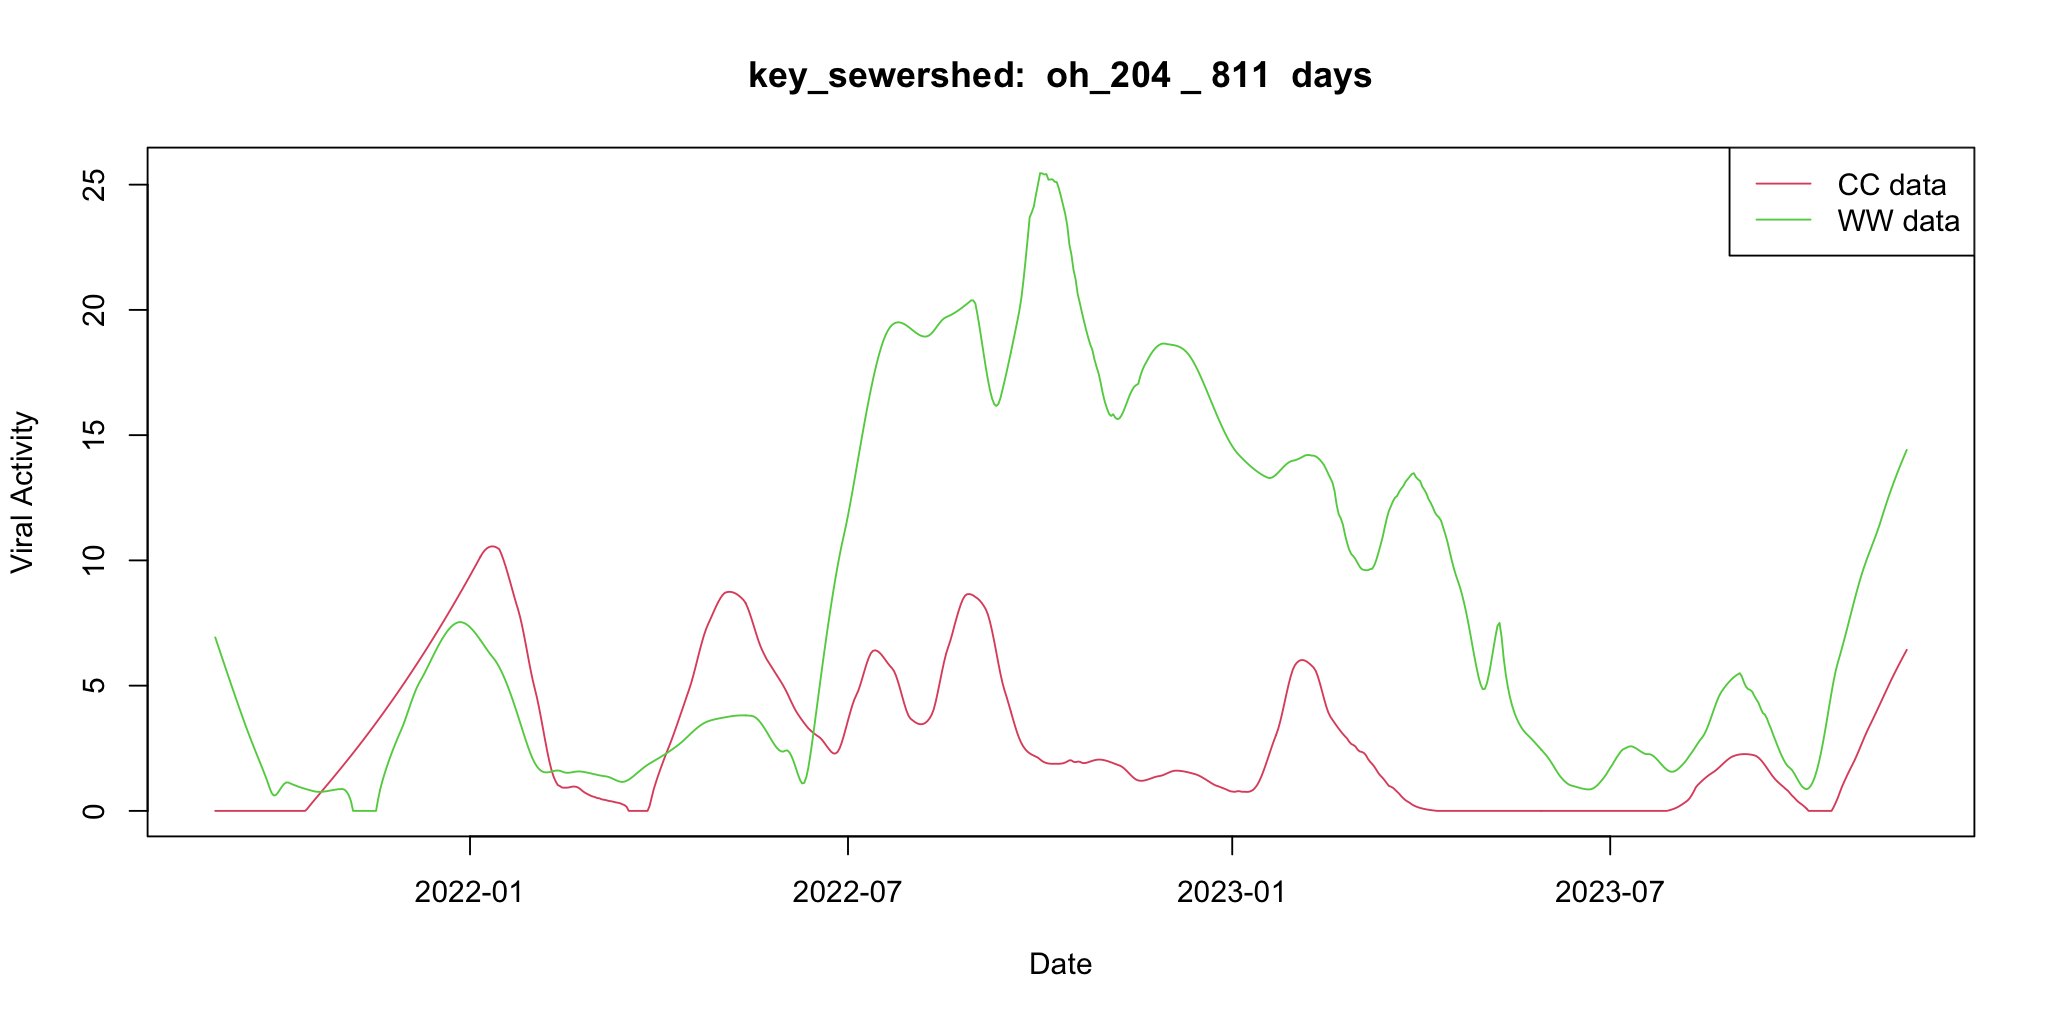 key_sewershed:  oh_204 _ 811  days
CC data
WW data
Viral Activity
25
20
15
10
5
0
2022-01
2022-07
2023-01
2023-07
Date